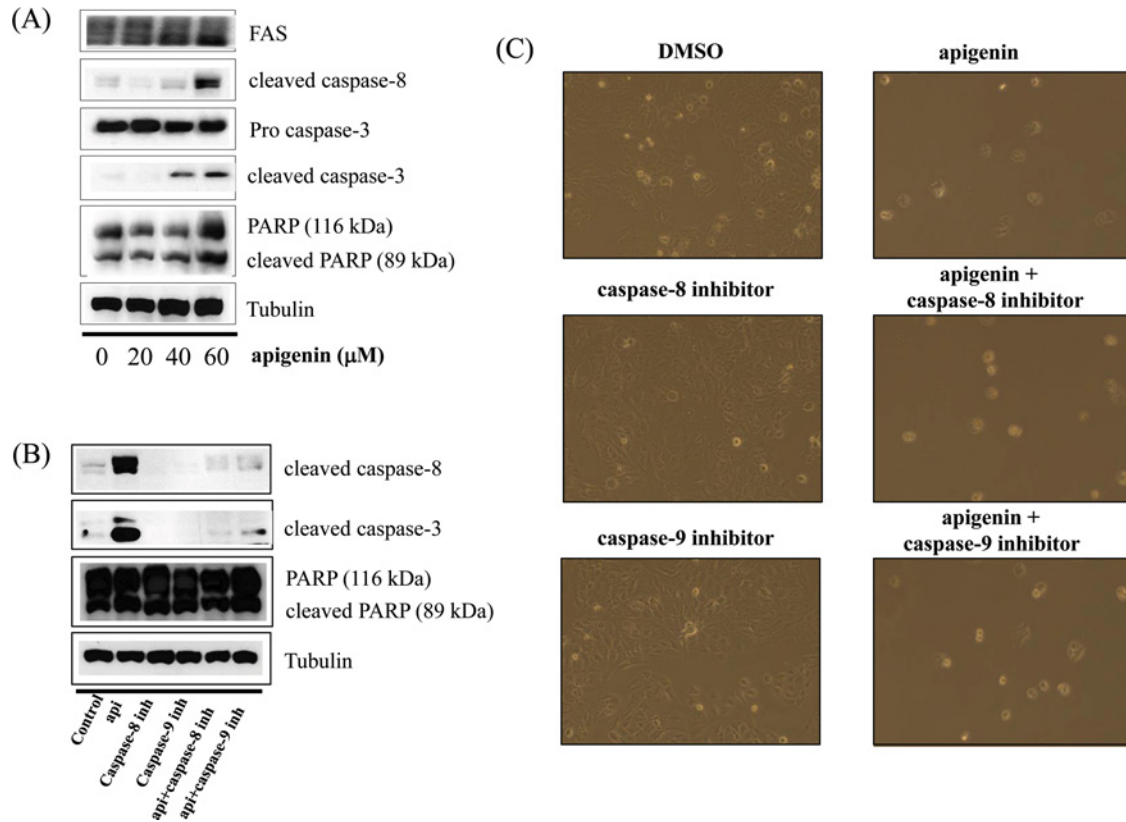 (A)
FAS
cleaved caspase-8
Pro caspase-3
cleaved caspase-3
PARP (116 kDa)
cleaved PARP (89 kDa)
Tubulin
0 20 40 60 apigenin (μM)
(B)
cleaved caspase-8
cleaved caspase-3
PARP (116 kDa)
cleaved PARP (89 kDa)
Tubulin
Control
api
Caspase-8 inh
Caspase-9 inh
api+caspase-8 inh
api+caspase-9 inh
(C)
DMSO
apigenin
caspase-8 inhibitor
apigenin +
caspase-8 inhibitor
caspase-9 inhibitor
apigenin +
caspase-9 inhibitor